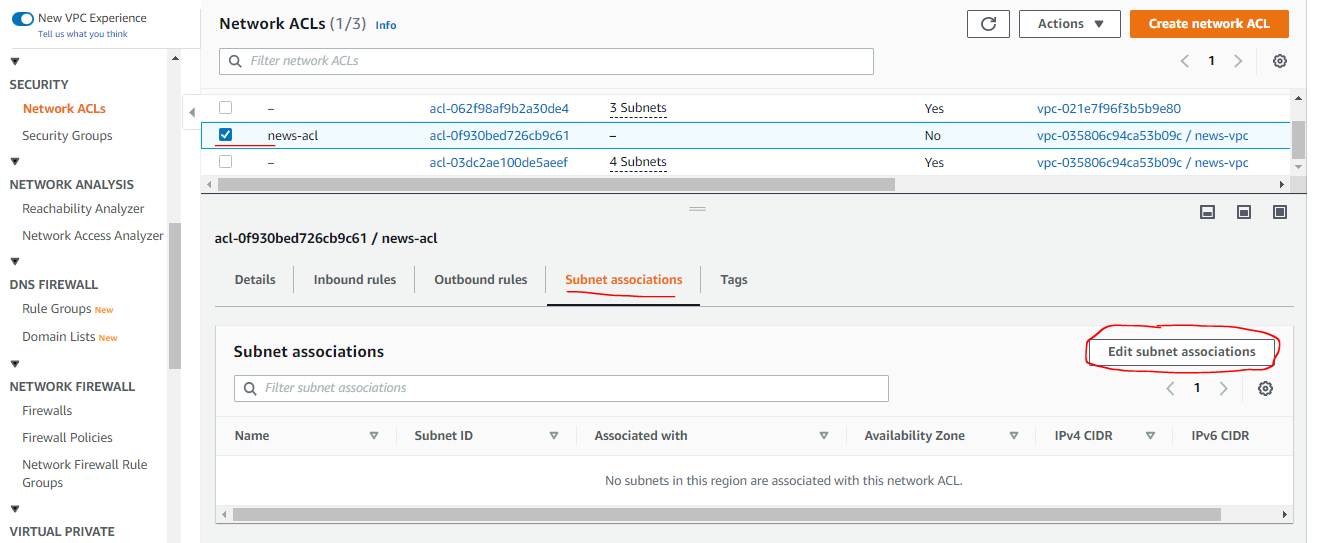 New VPC Experience
Tell us what you think
SECURITY
Network ACLs
Security Groups
NETWORK ANALYSIS
Reachability Analyzer
Network Access Analyzer
DNS FIREWALL
Rule Groups New
Domain Lists New
NETWORK FIREWALL
Firewalls
Firewall Policies
Network Firewall Rule
Groups
VIRTUAL PRIVATE
Network ACLs (1/3) Info
Actions
Create network ACL
Filter network ACLs
1
– acl-062f98af9b2a30de4 3 Subnets Yes vpc-021e7f96f3b5b9e80
news-acl acl-0f930bed726cb9c61 – No vpc-035806c94ca53b09c / news-vpc
– acl-03dc2ae100de5aeef 4 Subnets Yes vpc-035806c94ca53b09c / news-vpc
acl-0f930bed726cb9c61 / news-acl
Details Inbound rules Outbound rules Subnet associations Tags
Subnet associations
Edit subnet associations
Filter subnet associations
1
Name Subnet ID Associated with Availability Zone IPv4 CIDR IPv6 CIDR
No subnets in this region are associated with this network ACL.